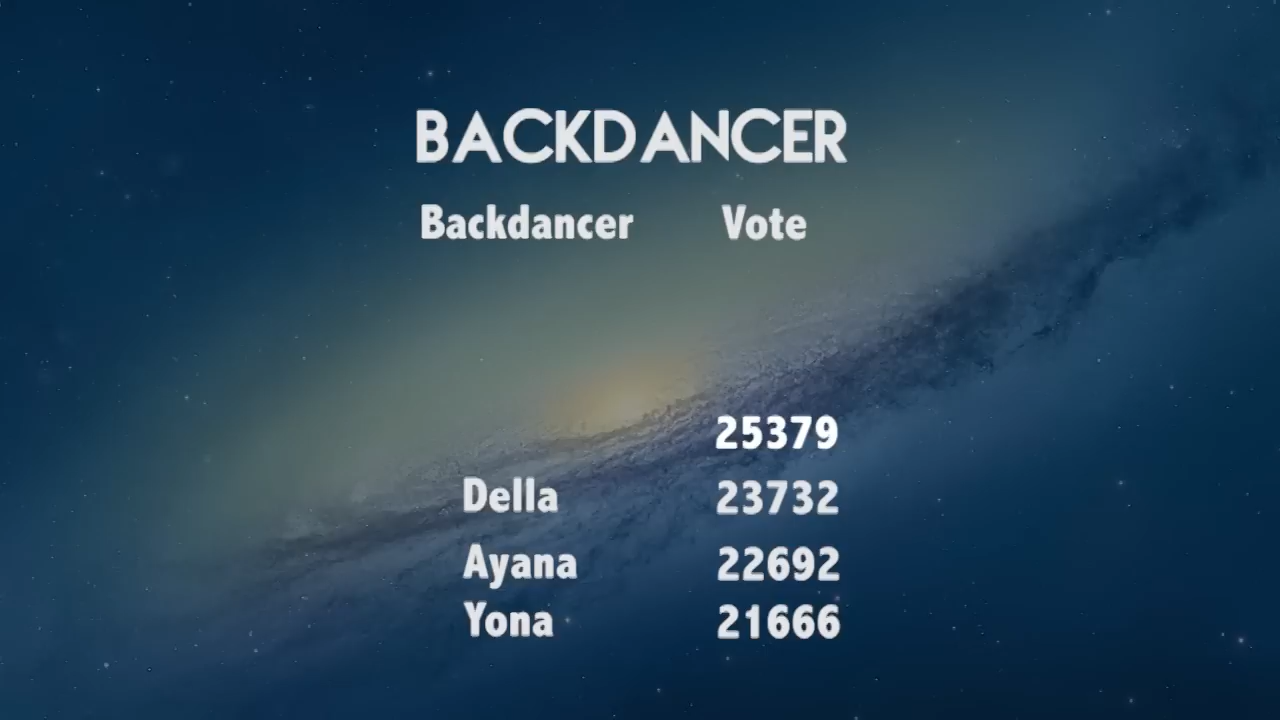 BACKDANCER
Backdancer Vote
25379
Della 23732
Ayana 22692
Yona 21666